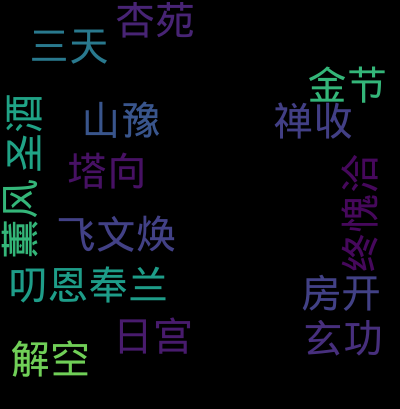 杏苑
三天
金节
圣酒
山豫
禅收
塔向
终愧冶
薰风
飞文焕
叨恩奉兰
房开
日宫
玄功
解空